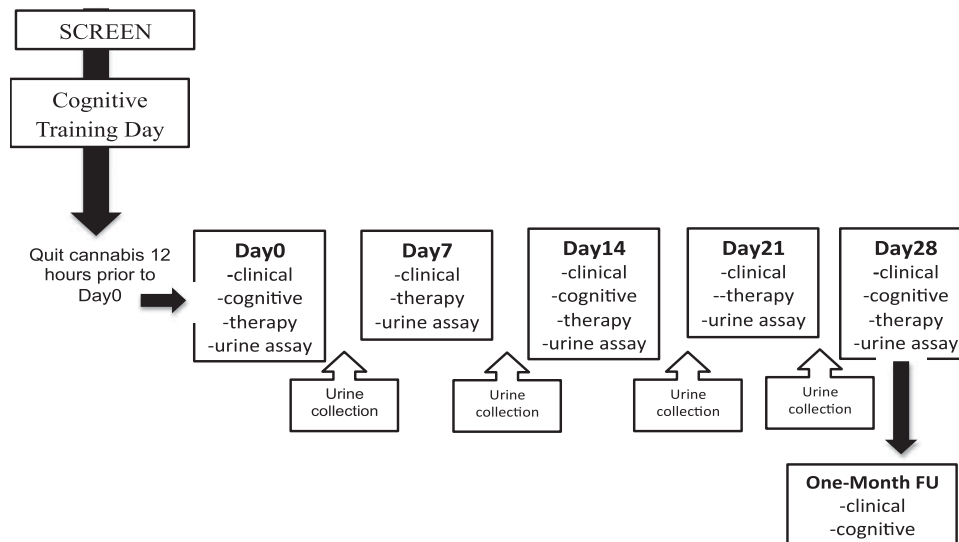 SCREEN
Cognitive
Training Day
Quit cannabis 12
hours prior to
Day0
Day0
-clinical
-cognitive
-therapy
-urine assay
Day7
-clinical
-therapy
-urine assay
Day14
-clinical
-cognitive
-therapy
-urine assay
Day21
-clinical
--therapy
-urine assay
Day28
-clinical
-cognitive
-therapy
-urine assay
Urine
collection
Urine
collection
Urine
collection
Urine
collection
One-Month FU
-clinical
-cognitive